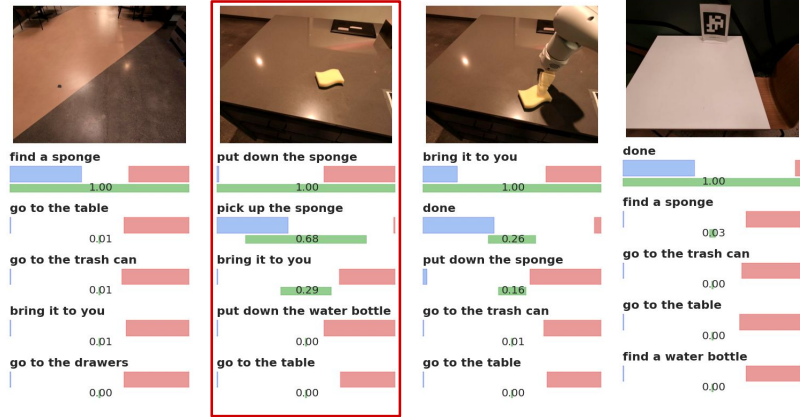 find a sponge
1.00
go to the table
0.01
go to the trash can
0.01
bring it to you
0.01
go to the drawers
0.00
put down the sponge
1.00
pick up the sponge
0.68
bring it to you
0.29
put down the water bottle
0.00
go to the table
0.00
bring it to you
1.00
done
0.26
put down the sponge
0.16
go to the trash can
0.01
go to the table
0.00
done
1.00
find a sponge
0.03
go to the trash can
0.00
go to the table
0.00
find a water bottle
0.00